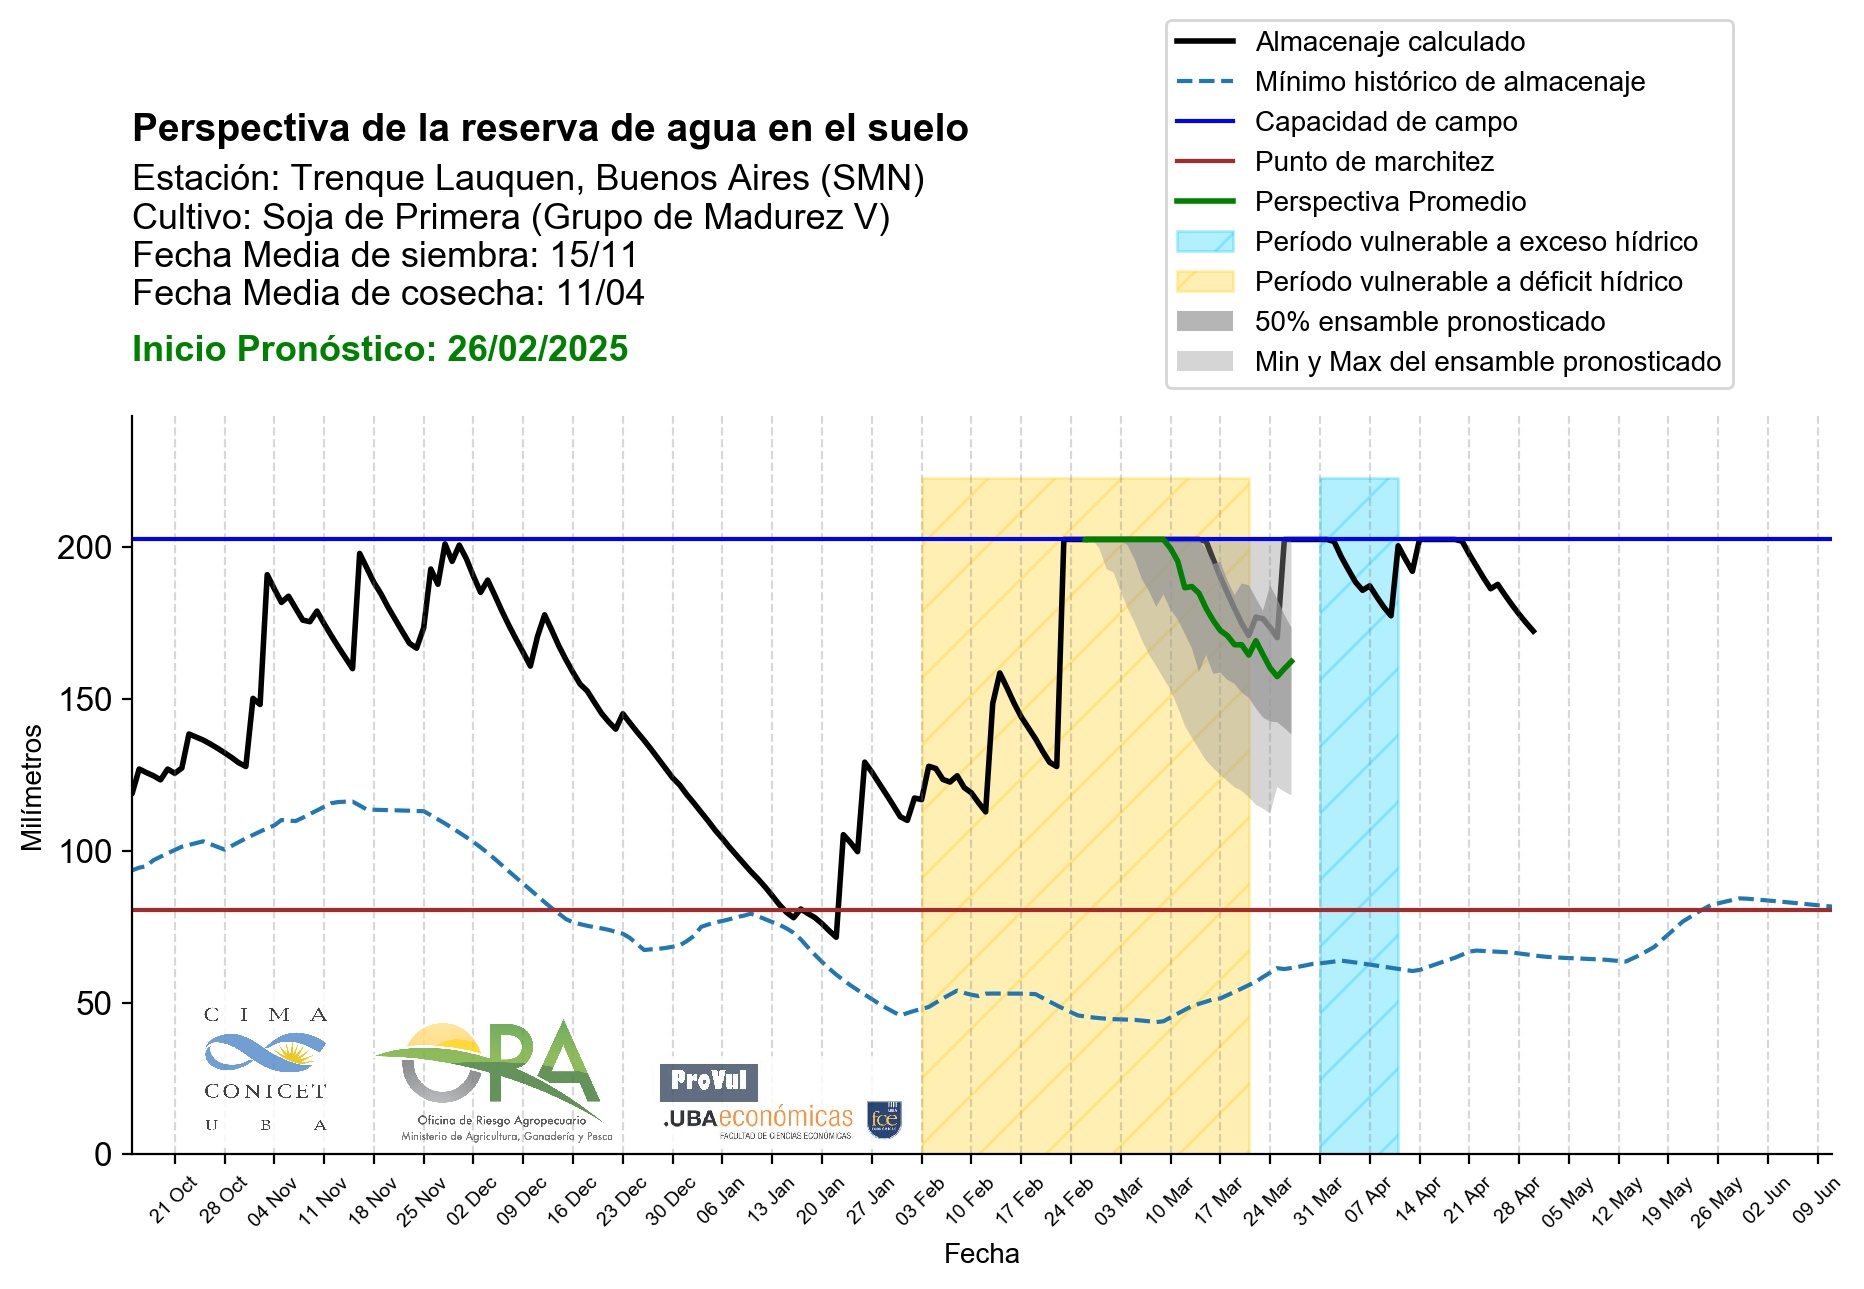 Almacenaje calculado
Mínimo histórico de almacenaje
Capacidad de campo
Punto de marchitez
Perspectiva Promedio
Período vulnerable a exceso hídrico
Período vulnerable a déficit hídrico
50% ensamble pronosticado
Min y Max del ensamble pronosticado
Perspectiva de la reserva de agua en el suelo
Estación: Trenque Lauquen, Buenos Aires (SMN)
Cultivo: Soja de Primera (Grupo de Madurez V)
Fecha Media de siembra: 15/11
Fecha Media de cosecha: 11/04
Inicio Pronóstico: 26/02/2025
Milímetros
200
150
100
50
0
C I M A
CONICET
U B A
ORA
Oficina de Riesgo Agropecuario
Ministerio de Agricultura, Ganadería y Pesca
ProVul
.UBAeconómicas
FACULTAD DE CIENCIAS ECONÓMICAS
UBA
fce
ECONÓMICAS
21 Oct
28 Oct
04 Nov
11 Nov
18 Nov
25 Nov
02 Dec
09 Dec
16 Dec
23 Dec
30 Dec
06 Jan
13 Jan
20 Jan
27 Jan
03 Feb
10 Feb
17 Feb
24 Feb
03 Mar
10 Mar
17 Mar
24 Mar
31 Mar
07 Apr
14 Apr
21 Apr
28 Apr
05 May
12 May
19 May
26 May
02 Jun
09 Jun
Fecha